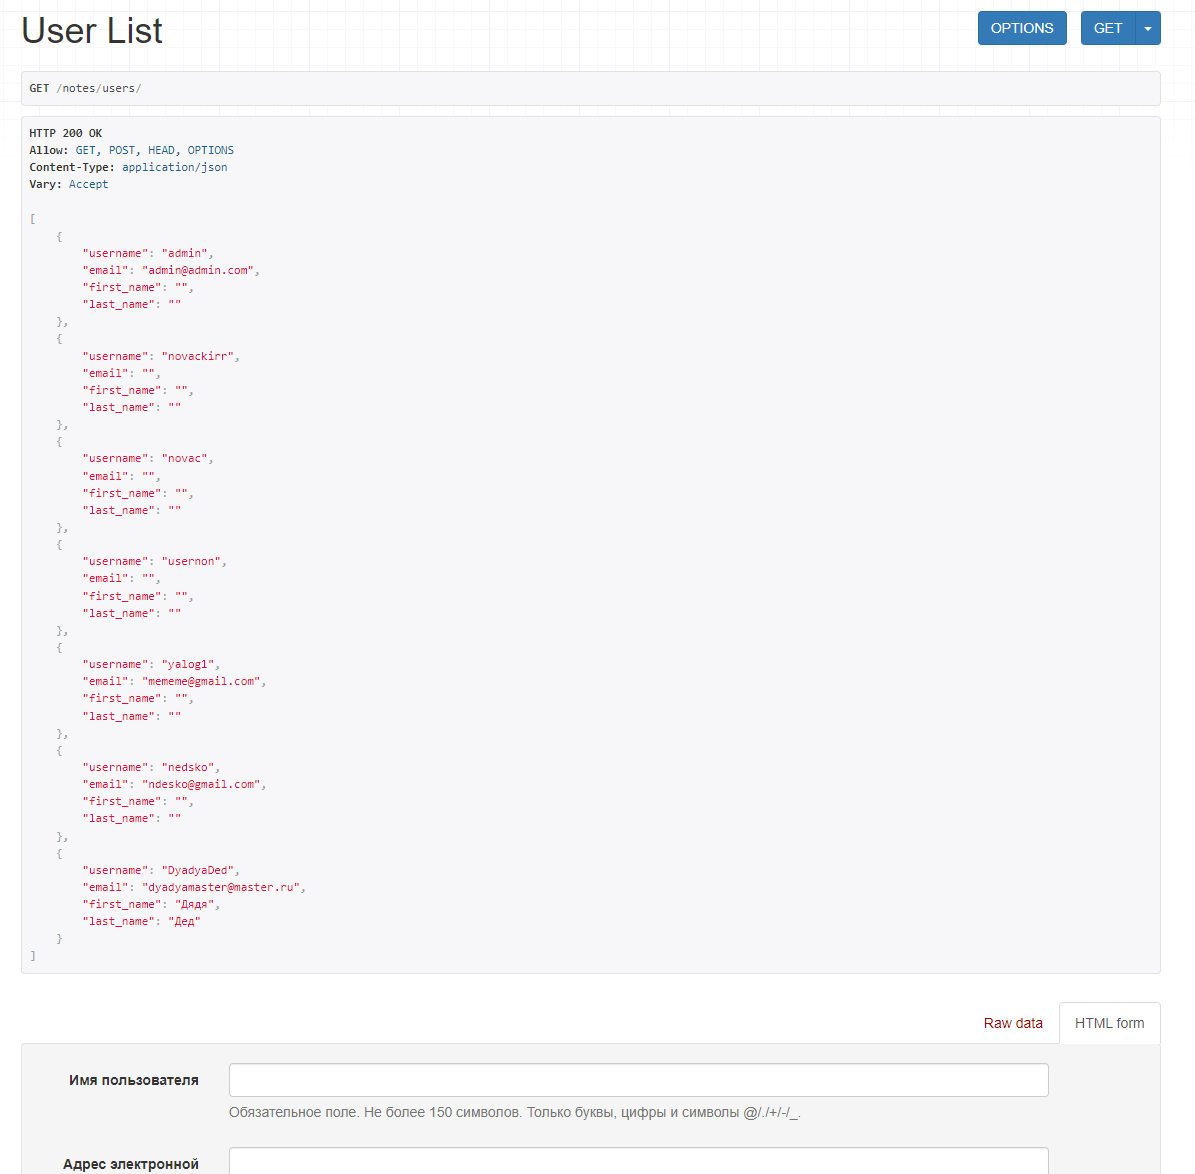 User List
OPTIONS
GET
GET /notes/users/
HTTP 200 OK
Allow: GET, POST, HEAD, OPTIONS
Content-Type: application/json
Vary: Accept
[
{
"username": "admin",
"email": "admin@admin.com",
"first_name": "",
"last_name": ""
},
{
"username": "novackirr",
"email": "",
"first_name": "",
"last_name": ""
},
{
"username": "novac",
"email": "",
"first_name": "",
"last_name": ""
},
{
"username": "usernon",
"email": "",
"first_name": "",
"last_name": ""
},
{
"username": "yalog1",
"email": "mememe@gmail.com",
"first_name": "",
"last_name": ""
},
{
"username": "nedsko",
"email": "ndesko@gmail.com",
"first_name": "",
"last_name": ""
},
{
"username": "DyadyaDed",
"email": "dyadyamaster@master.ru",
"first_name": "Дядя",
"last_name": "Дед"
}
]
Raw data
HTML form
Имя пользователя
Обязательное поле. Не более 150 символов. Только буквы, цифры и символы @/./+/-/_.
Адрес электронной